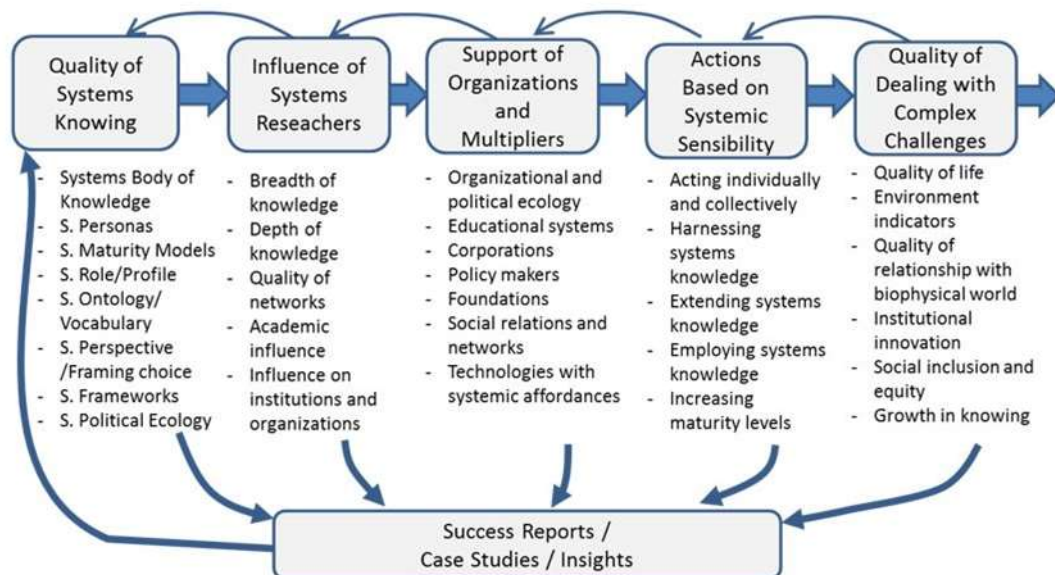 Quality of
Systems
Knowing
Influence of
Systems
Reseachers
Support of
Organizations
and
Multipliers
Actions
Based on
Systemic
Sensibility
Quality of
Dealing with
Complex
Challenges
- Systems Body of
Knowledge
- S. Personas
- S. Maturity Models
- S. Role/Profile
- S. Ontology/
Vocabulary
- S. Perspective
/Framing choice
- S. Frameworks
- S. Political Ecology
- Breadth of
knowledge
- Depth of
knowledge
- Quality of
networks
- Academic
influence
- Influence on
institutions and
organizations
- Organizational and
political ecology
- Educational systems
- Corporations
- Policy makers
- Foundations
- Social relations and
networks
- Technologies with
systemic affordances
- Acting individually
and collectively
- Harnessing
systems
knowledge
- Extending systems
knowledge
- Employing systems
knowledge
- Increasing
maturity levels
- Quality of life
- Environment
indicators
- Quality of
relationship with
biophysical world
- Institutional
innovation
- Social inclusion and
equity
- Growth in knowing
Success Reports /
Case Studies / Insights